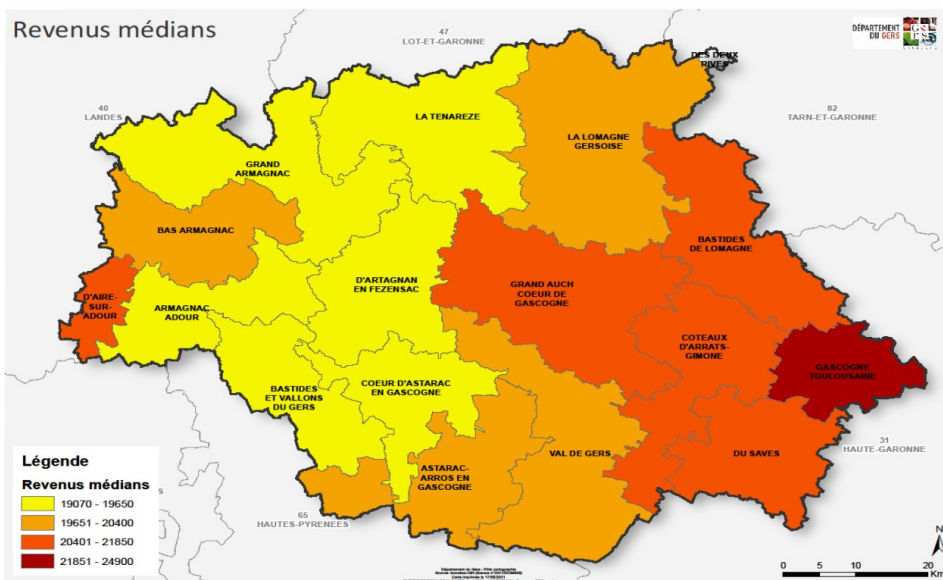 Revenus médians
DÉPARTEMENT
DU GERS
47
LOT-ET-GARONNE
DES DEUX
RIVES
40
LANDES
82
TARN-ET-GARONNE
LA TENAREZE
LA LOMAGNE
GERSOISE
GRAND
ARMAGNAC
BAS ARMAGNAC
BASTIDES
DE LOMAGNE
D'ARTAGNAN
EN FEZENSAC
GRAND AUCH
COEUR DE
GASCOGNE
D'AIRE-
SUR-
ADOUR
ARMAGNAC
ADOUR
COTEAUX
D'ARRATS-
GIMONE
GASCOGNE
TOULOUSAINE
BASTIDES
ET VALLONS
DU GERS
COEUR D'ASTARAC
EN GASCOGNE
31
HAUTE-GARONNE
VAL DE GERS
DU SAVES
ASTARAC-
ARROS EN
GASCOGNE
65
HAUTES-PYRENEES
Légende
Revenus médians
19070 - 19650
19651 - 20400
20401 - 21850
21851 - 24900
N
0 5 10 20
Km